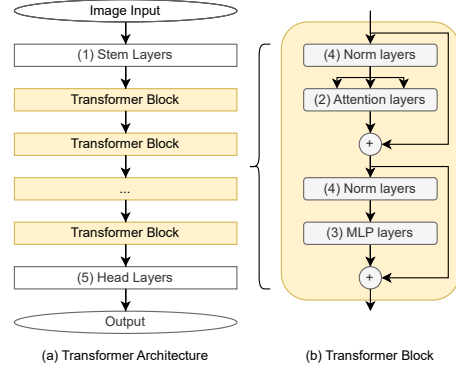 Image Input
(1) Stem Layers
Transformer Block
Transformer Block
...
Transformer Block
(5) Head Layers
Output
(a) Transformer Architecture
(4) Norm layers
(2) Attention layers
+
(4) Norm layers
(3) MLP layers
+
(b) Transformer Block